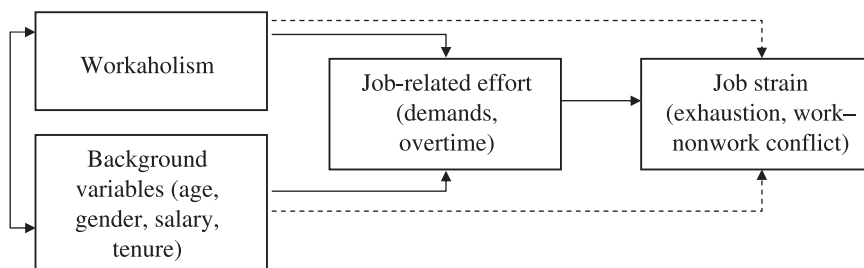 Workaholism
Job-related effort
(demands,
overtime)
Job strain
(exhaustion, work–
nonwork conflict)
Background
variables (age,
gender, salary,
tenure)